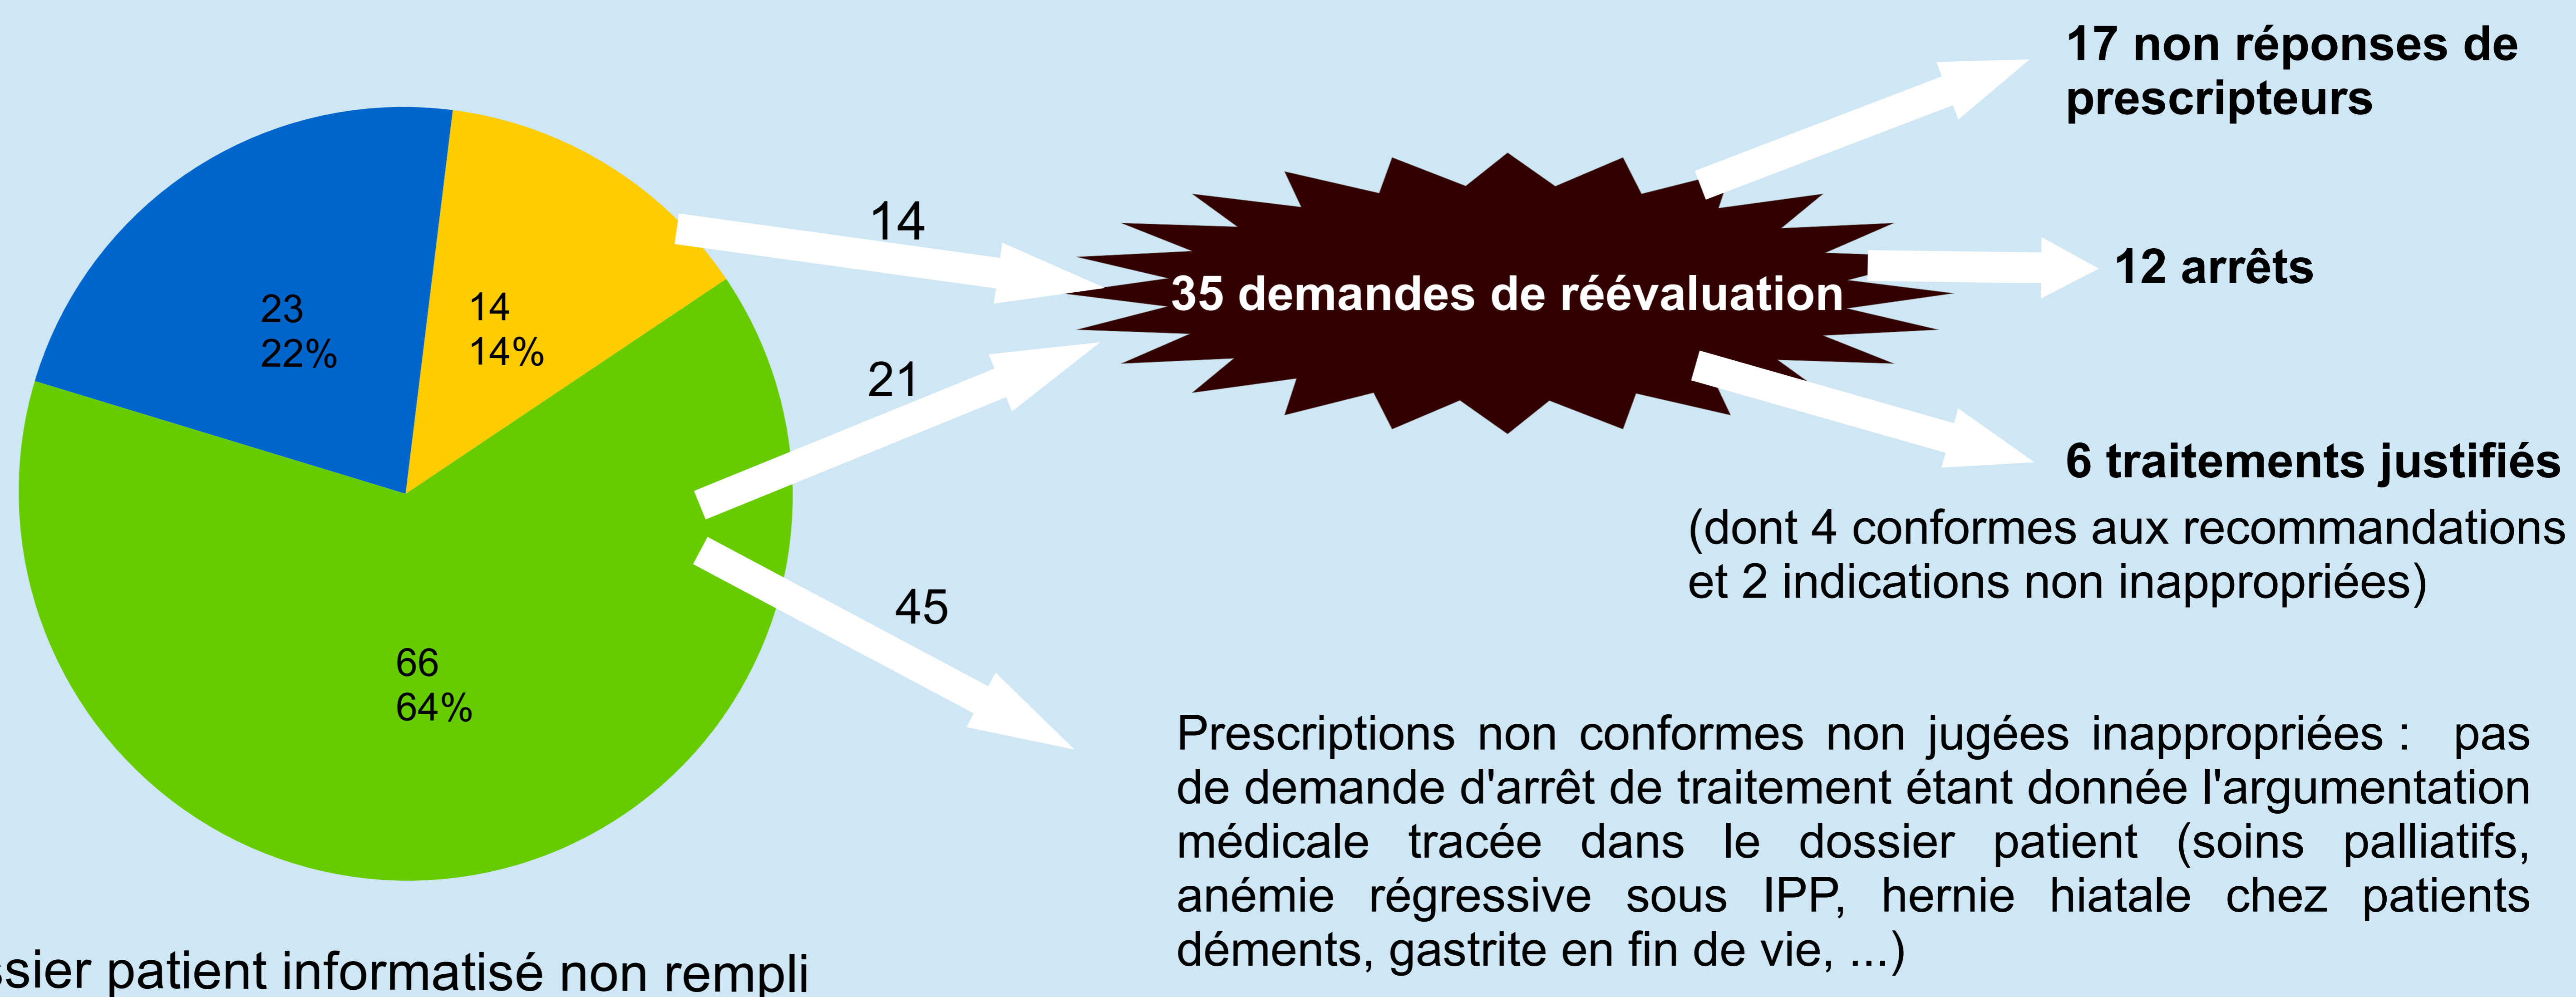 23
22%
14
14%
66
64%
14
21
45
35 demandes de réévaluation
17 non réponses de
prescripteurs
12 arrêts
6 traitements justifiés
(dont 4 conformes aux recommandations
et 2 indications non inappropriées)
Prescriptions non conformes non jugées inappropriées : pas
de demande d'arrêt de traitement étant donnée l'argumentation
médicale tracée dans le dossier patient (soins palliatifs,
anémie régressive sous IPP, hernie hiatale chez patients
déments, gastrite en fin de vie, ...)
patient informatisé non rempli